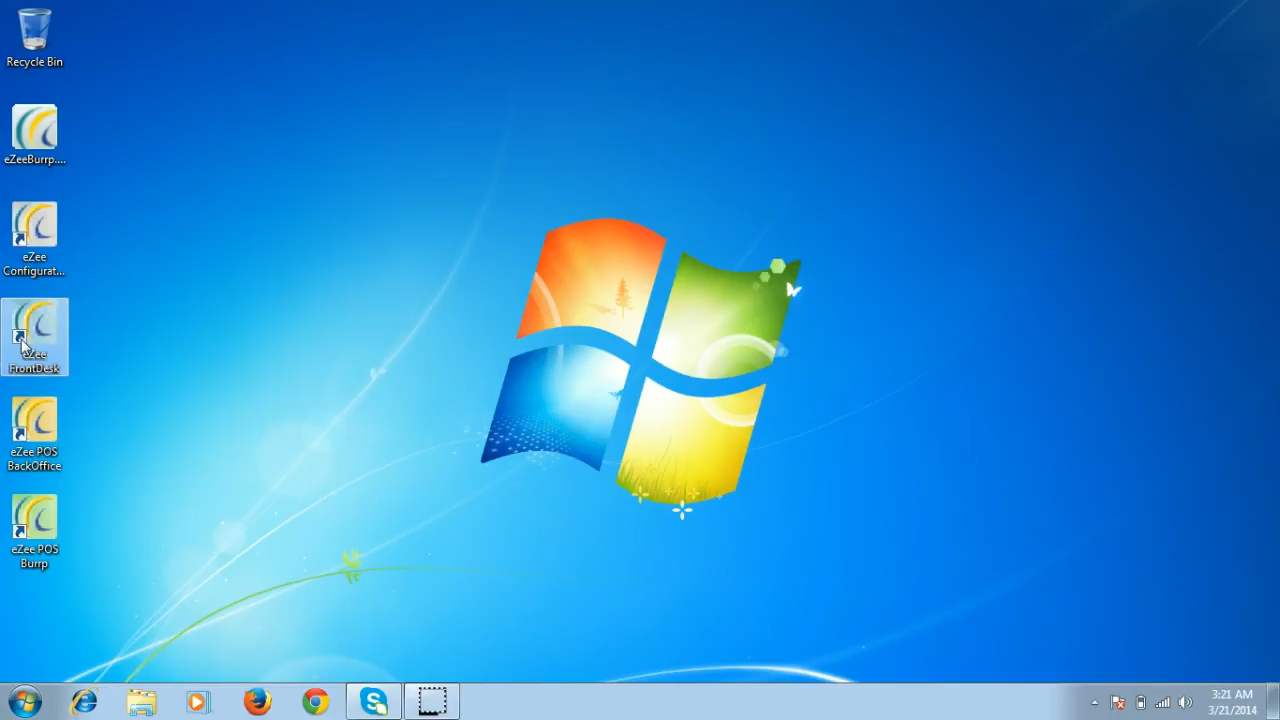 Recycle Bin
eZeeBurrp....
eZee
Configurat...
eZee
FrontDesk
eZee POS
BackOffice
eZee POS
Burrp
3:21 AM
3/21/2014